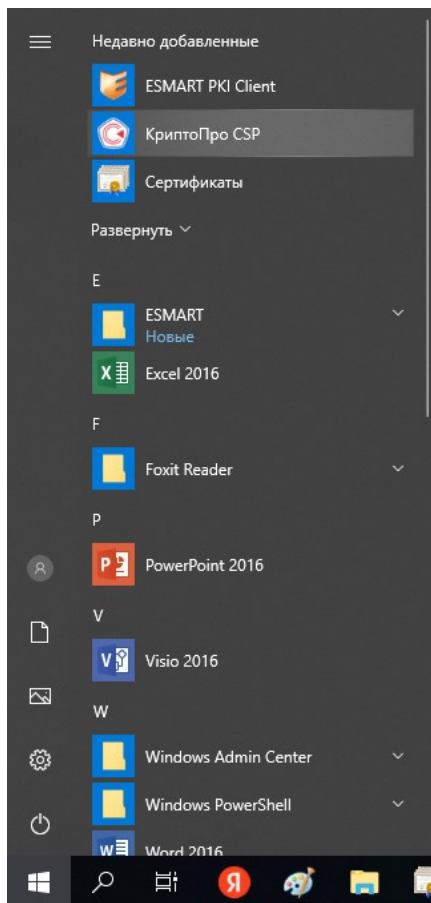 Недавно добавленные
ESMART PKI Client
КриптоПро CSP
Сертификаты
Развернуть
E
ESMART
Новые
Excel 2016
F
Foxit Reader
P
PowerPoint 2016
V
Visio 2016
W
Windows Admin Center
Windows PowerShell
Word 2016